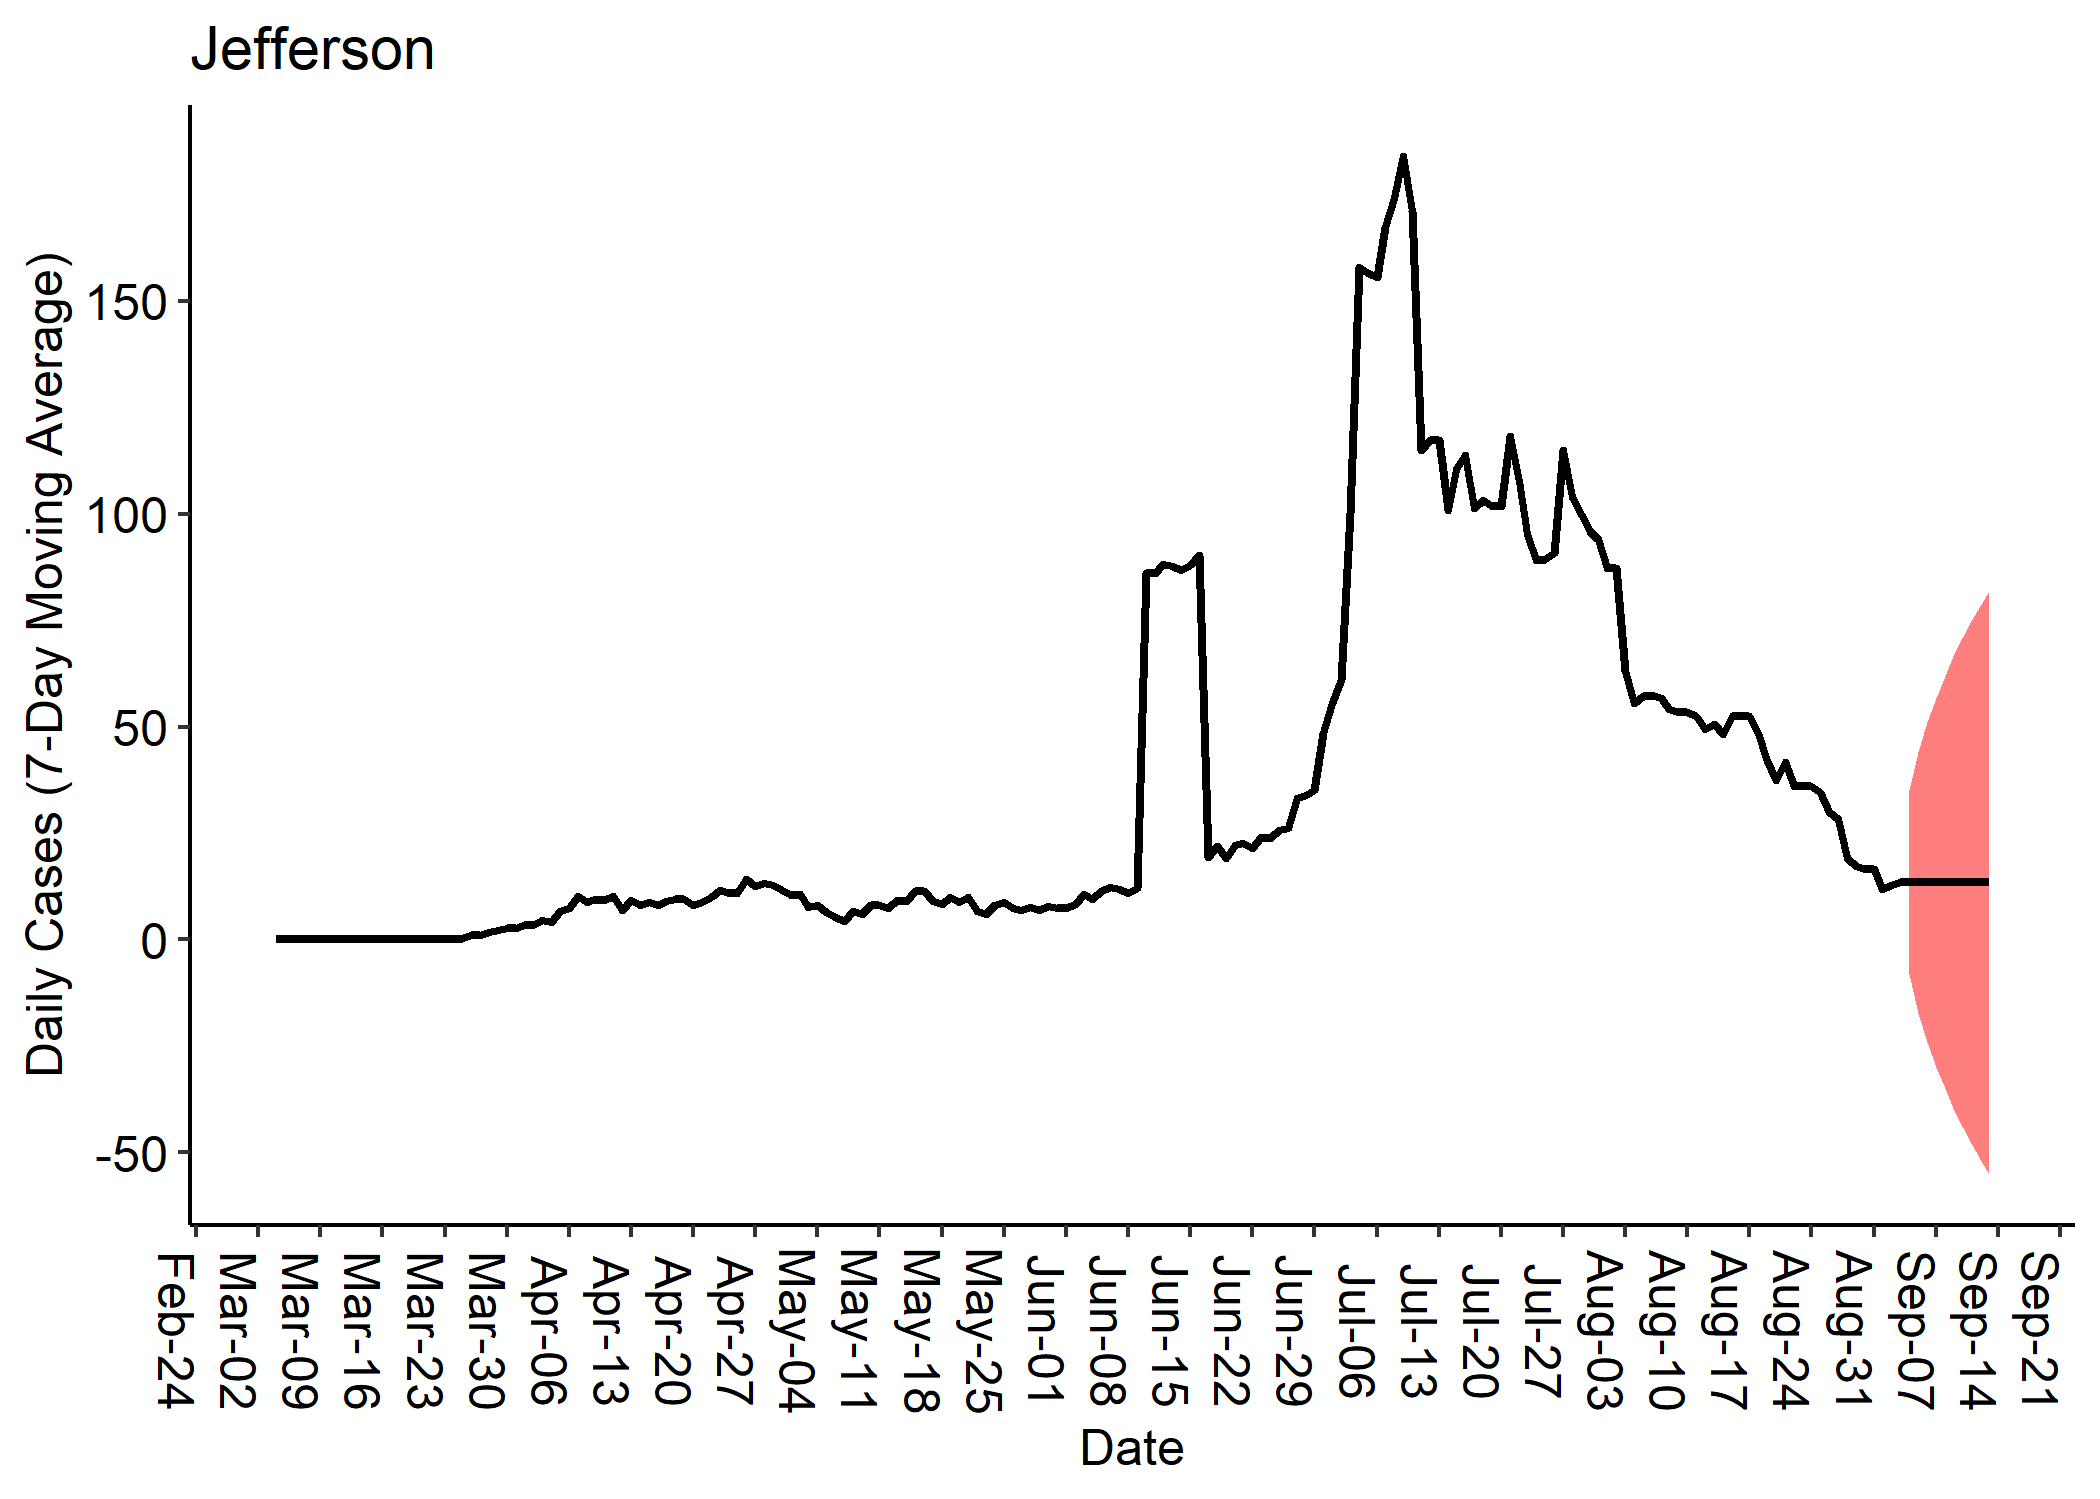 Jefferson
Daily Cases (7-Day Moving Average)
150
100
50
0
-50
Feb-24
Mar-02
Mar-09
Mar-16
Mar-23
Mar-30
Apr-06
Apr-13
Apr-20
Apr-27
May-04
May-11
May-18
May-25
Jun-01
Jun-08
Jun-15
Jun-22
Jun-29
Jul-06
Jul-13
Jul-20
Jul-27
Aug-03
Aug-10
Aug-17
Aug-24
Aug-31
Sep-07
Sep-14
Sep-21
Date